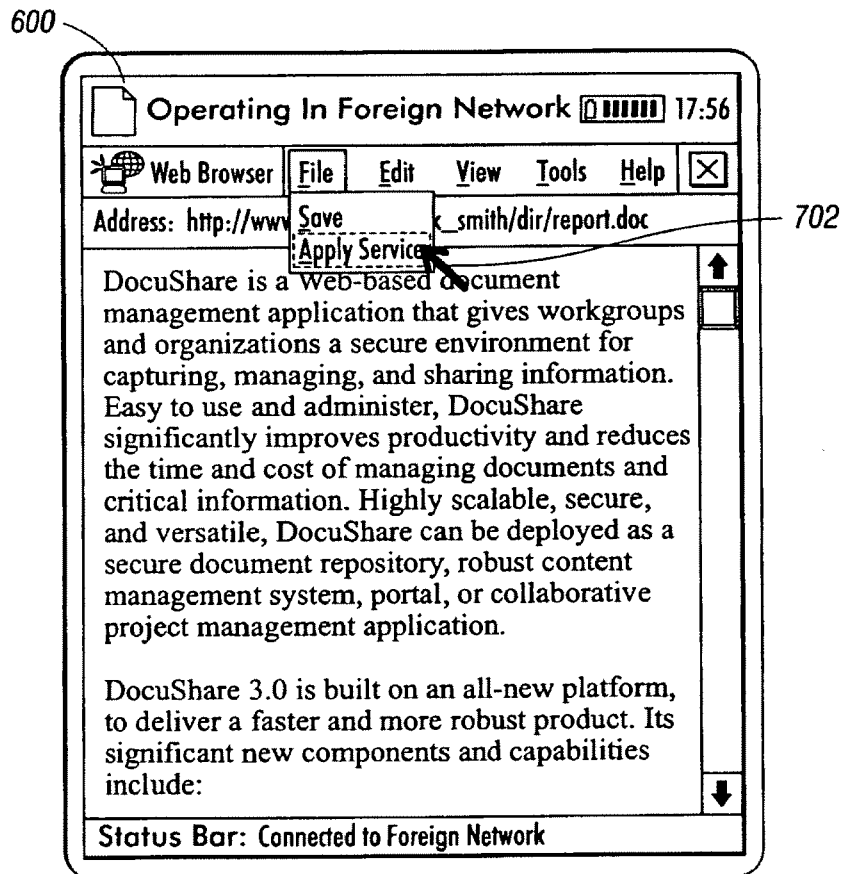 600
Operating In Foreign Network 17:56
Web Browser File Edit View Tools Help
Address: http://www k_smith/dir/report.doc
Save
702
Apply Service
DocuShare is a Web-based document
management application that gives workgroups
and organizations a secure environment for
capturing, managing, and sharing information.
Easy to use and administer, DocuShare
significantly improves productivity and reduces
the time and cost of managing documents and
critical information. Highly scalable, secure,
and versatile, DocuShare can be deployed as a
secure document repository, robust content
management system, portal, or collaborative
project management application.
DocuShare 3.0 is built on an all-new platform,
to deliver a faster and more robust product. Its
significant new components and capabilities
include:
Status Bar: Connected to Foreign Network